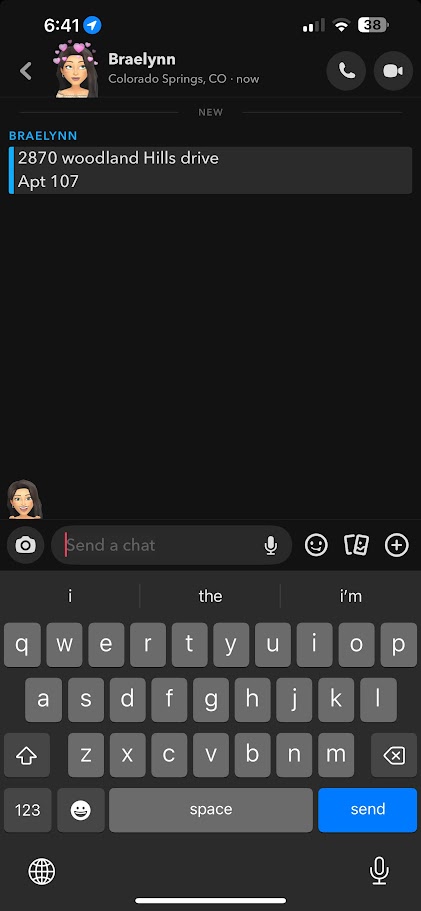 6:41
38
Braelynn
Colorado Springs, CO · now
NEW
BRAELYNN
2870 woodland Hills drive
Apt 107
Send a chat
i the i'm
q w e r t y u i o p
a s d f g h j k l
z x c v b n m
123 space send